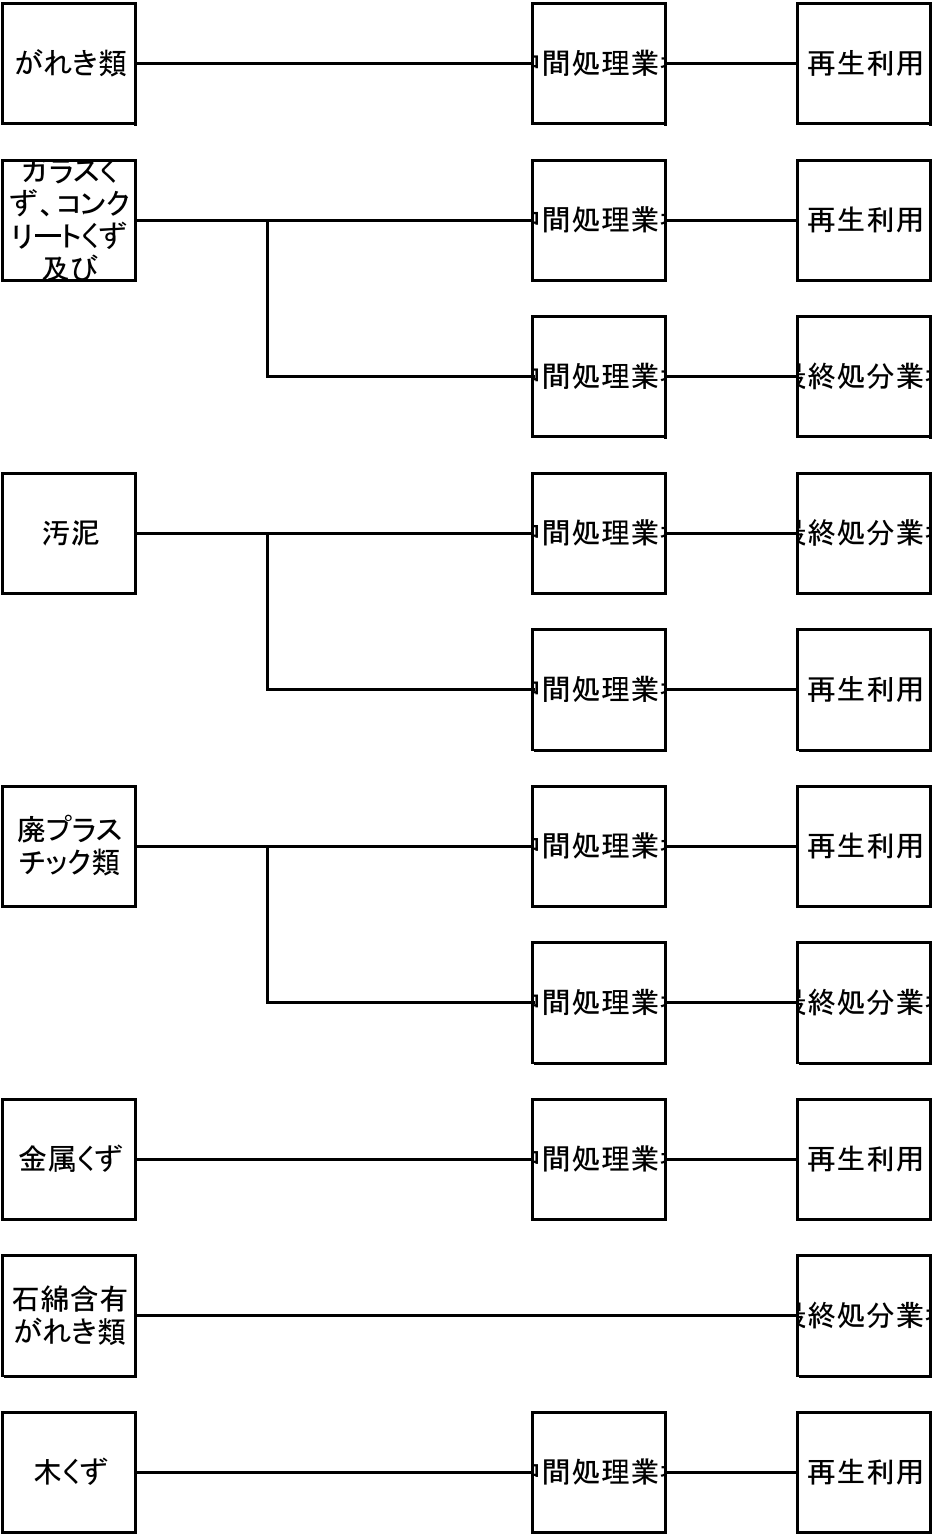 がれき類
間処理業
再生利用
ガラスく
ず、コンク
リートくず
及び
間処理業
再生利用
間処理業
終処分業
汚泥
間処理業
終処分業
間処理業
再生利用
廃プラス
チック類
間処理業
再生利用
間処理業
終処分業
金属くず
間処理業
再生利用
石綿含有
がれき類
終処分業
木くず
間処理業
再生利用